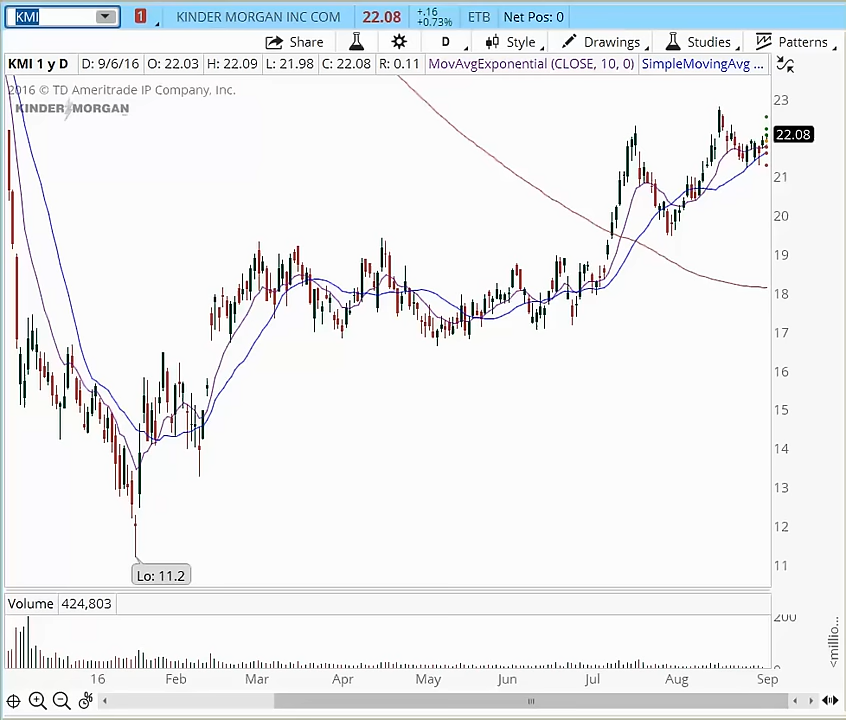 KMI 1 KINDER MORGAN INC COM 22.08 +.16 +0.73% ETB Net Pos: 0
Share D Style Drawings Studies Patterns
KMI 1 y D D: 9/6/16 O: 22.03 H: 22.09 L: 21.98 C: 22.08 R: 0.11 MovAvgExponential (CLOSE, 10, 0) SimpleMovingAvg ...
2016 © TD Ameritrade IP Company, Inc.
KINDER MORGAN
23
22.08
21
20
19
18
17
16
15
14
13
12
11
Lo: 11.2
Volume 424,803
200
<millio...
16 Feb Mar Apr May Jun Jul Aug Sep
%